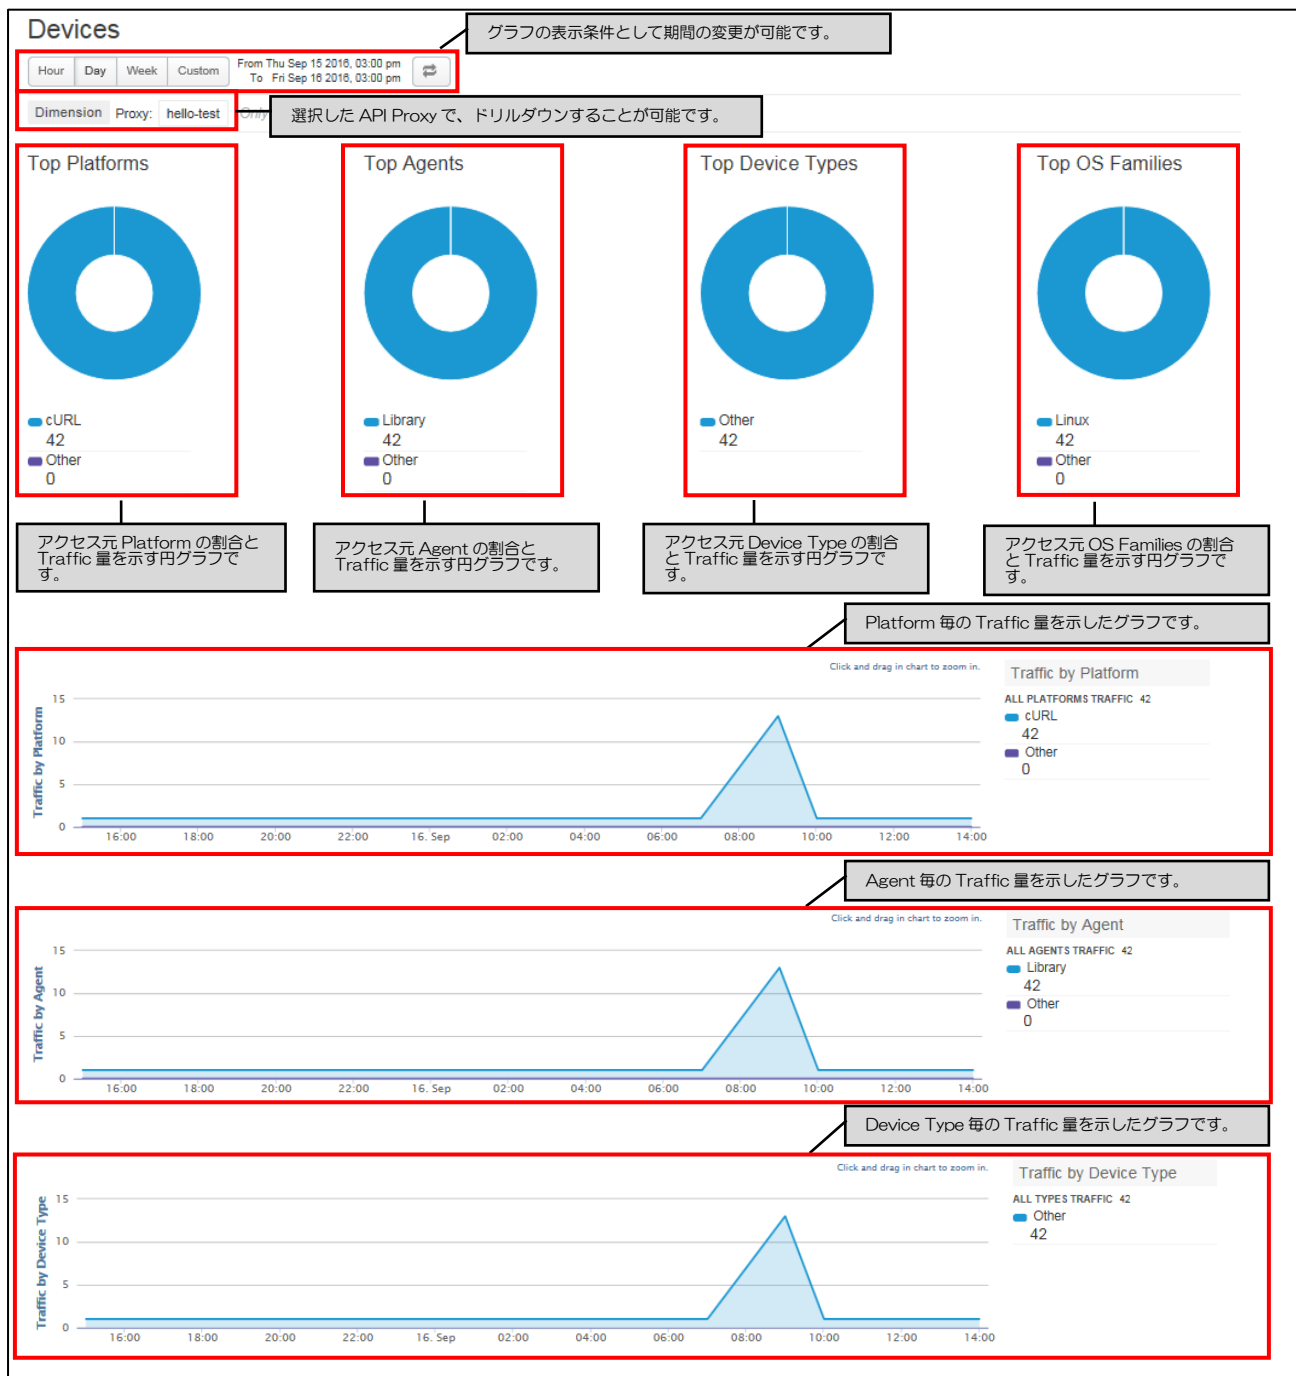 Devices
グラフの表示条件として期間の変更が可能です。
Hour Day Week Custom
From Thu Sep 15 2016, 03:00 pm
To Fri Sep 16 2016, 03:00 pm
Dimension Proxy: hello-test Only
選択した API Proxy で、ドリルダウンすることが可能です。
Top Platforms
cURL
42
Other
0
Top Agents
Library
42
Other
0
Top Device Types
Other
42
Top OS Families
Linux
42
Other
0
アクセス元 Platform の割合と
Traffic 量を示す円グラフで
す。
アクセス元 Agent の割合と
Traffic 量を示す円グラフです。
アクセス元 Device Type の割合
と Traffic 量を示す円グラフで
す。
アクセス元 OS Families の割合
と Traffic 量を示す円グラフで
す。
Platform 毎の Traffic 量を示したグラフです。
Click and drag in chart to zoom in.
Traffic by Platform
15
10
5
0
16:00 18:00 20:00 22:00 16. Sep 02:00 04:00 06:00 08:00 10:00 12:00 14:00
Traffic by Platform
ALL PLATFORMS TRAFFIC 42
cURL
42
Other
0
Agent 毎の Traffic 量を示したグラフです。
Click and drag in chart to zoom in.
Traffic by Agent
15
10
5
0
16:00 18:00 20:00 22:00 16. Sep 02:00 04:00 06:00 08:00 10:00 12:00 14:00
Traffic by Agent
ALL AGENTS TRAFFIC 42
Library
42
Other
0
Device Type 毎の Traffic 量を示したグラフです。
Click and drag in chart to zoom in.
Traffic by Device Type
15
10
5
0
16:00 18:00 20:00 22:00 16. Sep 02:00 04:00 06:00 08:00 10:00 12:00 14:00
Traffic by Device Type
ALL TYPES TRAFFIC 42
Other
42